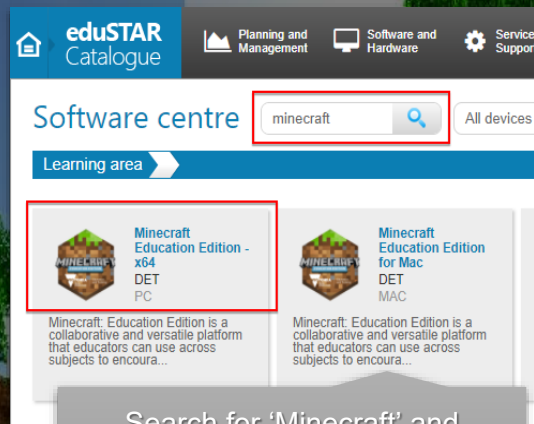 eduSTAR
Catalogue
Planning and
Management
Software and
Hardware
Software centre
minecraft
All devices
Learning area
Minecraft
Education Edition -
x64
DET
PC
Minecraft: Education Edition is a
collaborative and versatile platform
that educators can use across
subjects to encoura...
Minecraft
Education Edition
for Mac
DET
MAC
Minecraft: Education Edition is a
collaborative and versatile platform
that educators can use across
subjects to encoura...
Search for 'Minecraft' and